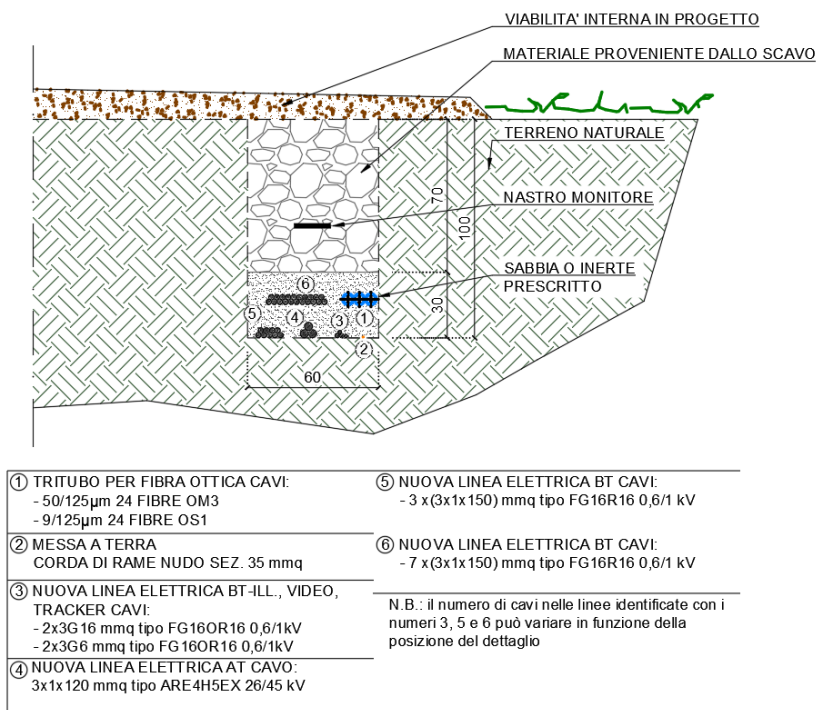 VIABILITA' INTERNA IN PROGETTO
MATERIALE PROVENIENTE DALLO SCAVO
TERRENO NATURALE
70
100
NASTRO MONITORE
SABBIA O INERTE
PRESCRITTO
30
6
5
4
3
1
2
60
1 TRITUBO PER FIBRA OTTICA CAVI:
- 50/125µm 24 FIBRE OM3
- 9/125µm 24 FIBRE OS1
2 MESSA A TERRA
CORDA DI RAME NUDO SEZ. 35 mmq
3 NUOVA LINEA ELETTRICA BT-ILL., VIDEO,
TRACKER CAVI:
- 2x3G16 mmq tipo FG16OR16 0,6/1kV
- 2x3G6 mmq tipo FG16OR16 0,6/1kV
4 NUOVA LINEA ELETTRICA AT CAVO:
3x1x120 mmq tipo ARE4H5EX 26/45 kV
5 NUOVA LINEA ELETTRICA BT CAVI:
- 3 x(3x1x150) mmq tipo FG16R16 0,6/1 kV
6 NUOVA LINEA ELETTRICA BT CAVI:
- 7 x(3x1x150) mmq tipo FG16R16 0,6/1 kV
N.B.: il numero di cavi nelle linee identificate con i
numeri 3, 5 e 6 può variare in funzione della
posizione del dettaglio